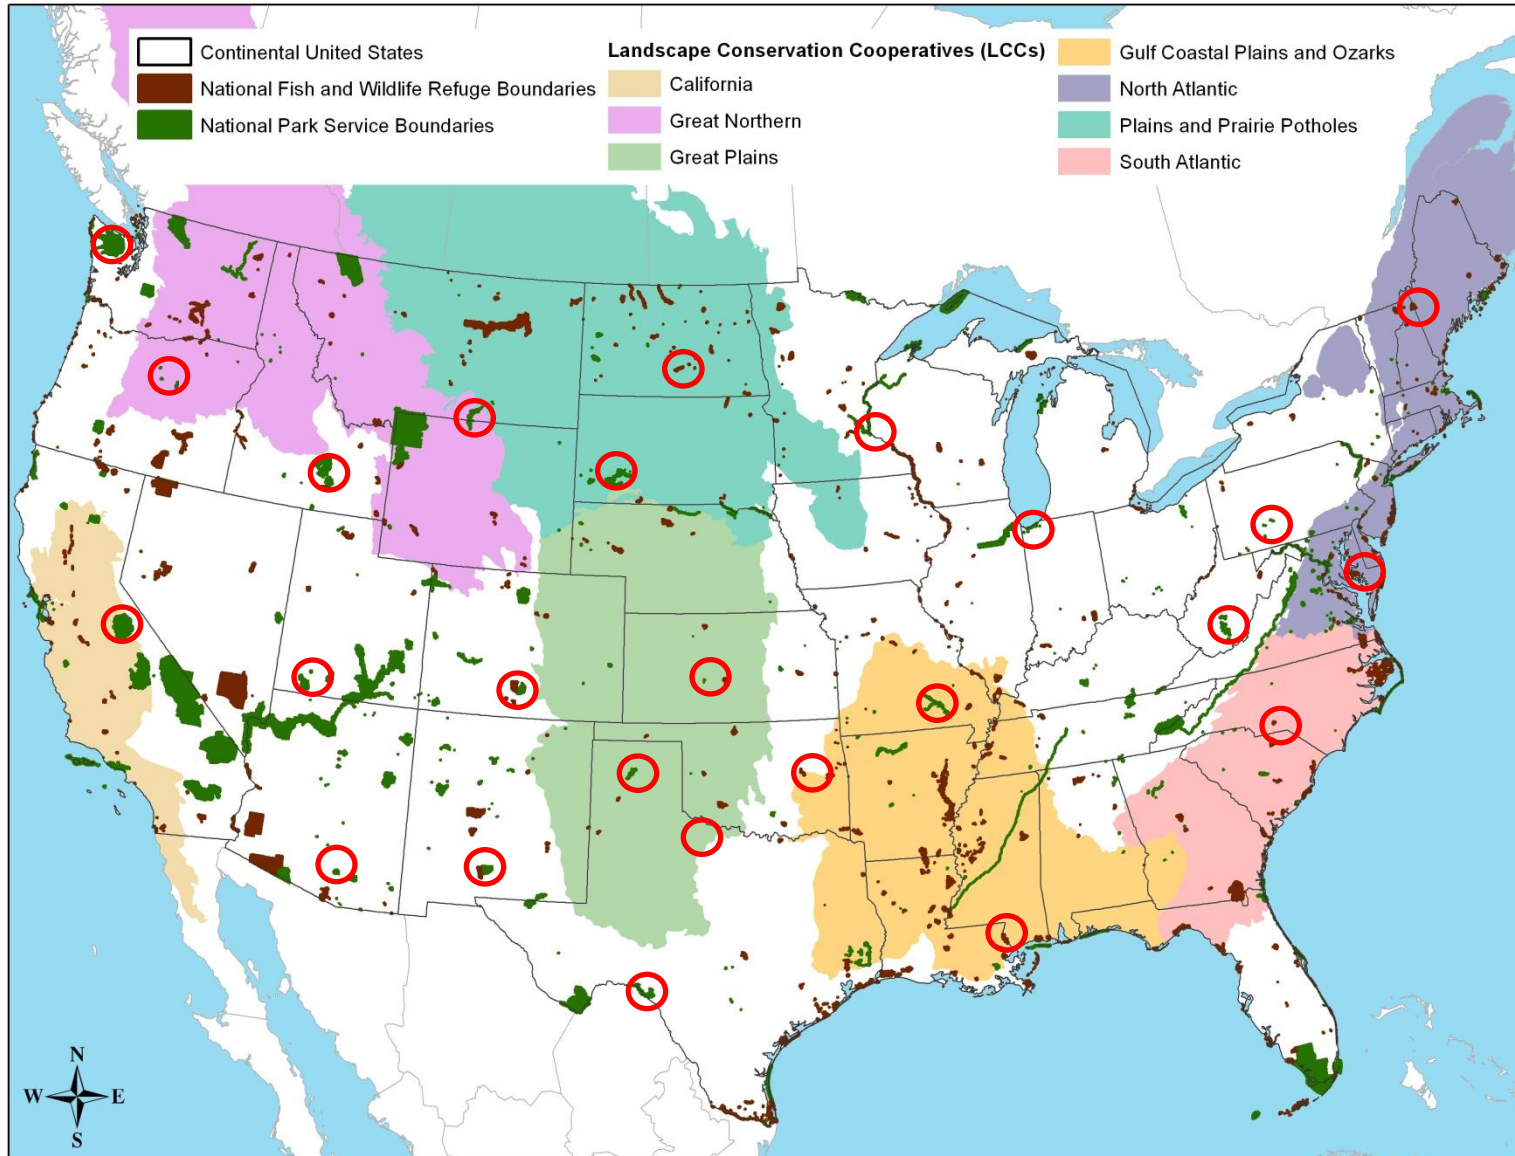 Continental United States
National Fish and Wildlife Refuge Boundaries
National Park Service Boundaries
Landscape Conservation Cooperatives (LCCs)
California
Great Northern
Great Plains
Gulf Coastal Plains and Ozarks
North Atlantic
Plains and Prairie Potholes
South Atlantic
N
W E
S